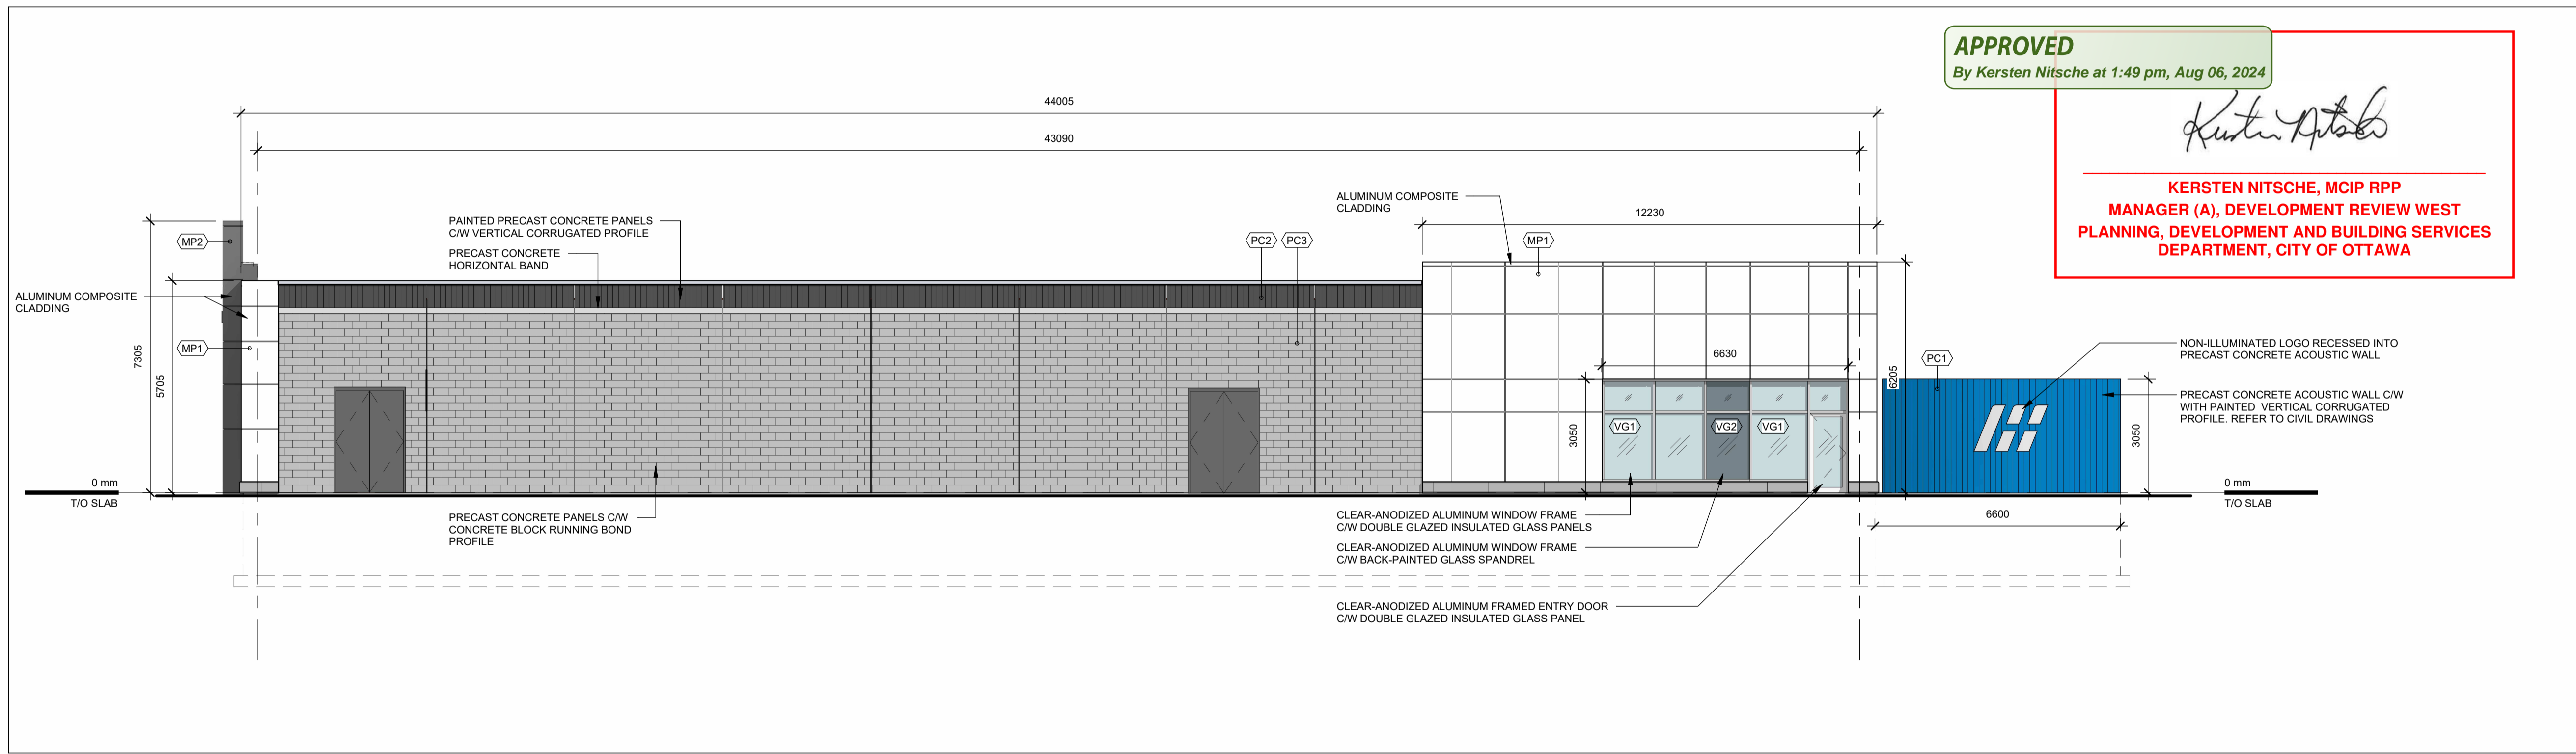 APPROVED
By Kersten Nitsche at 1:49 pm, Aug 06, 2024
KERSTEN NITSCHE, MCIP RPP
MANAGER (A), DEVELOPMENT REVIEW WEST
PLANNING, DEVELOPMENT AND BUILDING SERVICES
DEPARTMENT, CITY OF OTTAWA
44005
43090
12230
ALUMINUM COMPOSITE
CLADDING
PAINTED PRECAST CONCRETE PANELS
C/W VERTICAL CORRUGATED PROFILE
PRECAST CONCRETE
HORIZONTAL BAND
MP2
PC2
PC3
MP1
ALUMINUM COMPOSITE
CLADDING
7305
5705
MP1
6630
6205
3050
VG1
VG2
VG1
PC1
NON-ILLUMINATED LOGO RECESSED INTO
PRECAST CONCRETE ACOUSTIC WALL
PRECAST CONCRETE ACOUSTIC WALL C/W
WITH PAINTED VERTICAL CORRUGATED
PROFILE. REFER TO CIVIL DRAWINGS
3050
0 mm
T/O SLAB
0 mm
T/O SLAB
6600
PRECAST CONCRETE PANELS C/W
CONCRETE BLOCK RUNNING BOND
PROFILE
CLEAR-ANODIZED ALUMINUM WINDOW FRAME
C/W DOUBLE GLAZED INSULATED GLASS PANELS
CLEAR-ANODIZED ALUMINUM WINDOW FRAME
C/W BACK-PAINTED GLASS SPANDREL
CLEAR-ANODIZED ALUMINUM FRAMED ENTRY DOOR
C/W DOUBLE GLAZED INSULATED GLASS PANEL